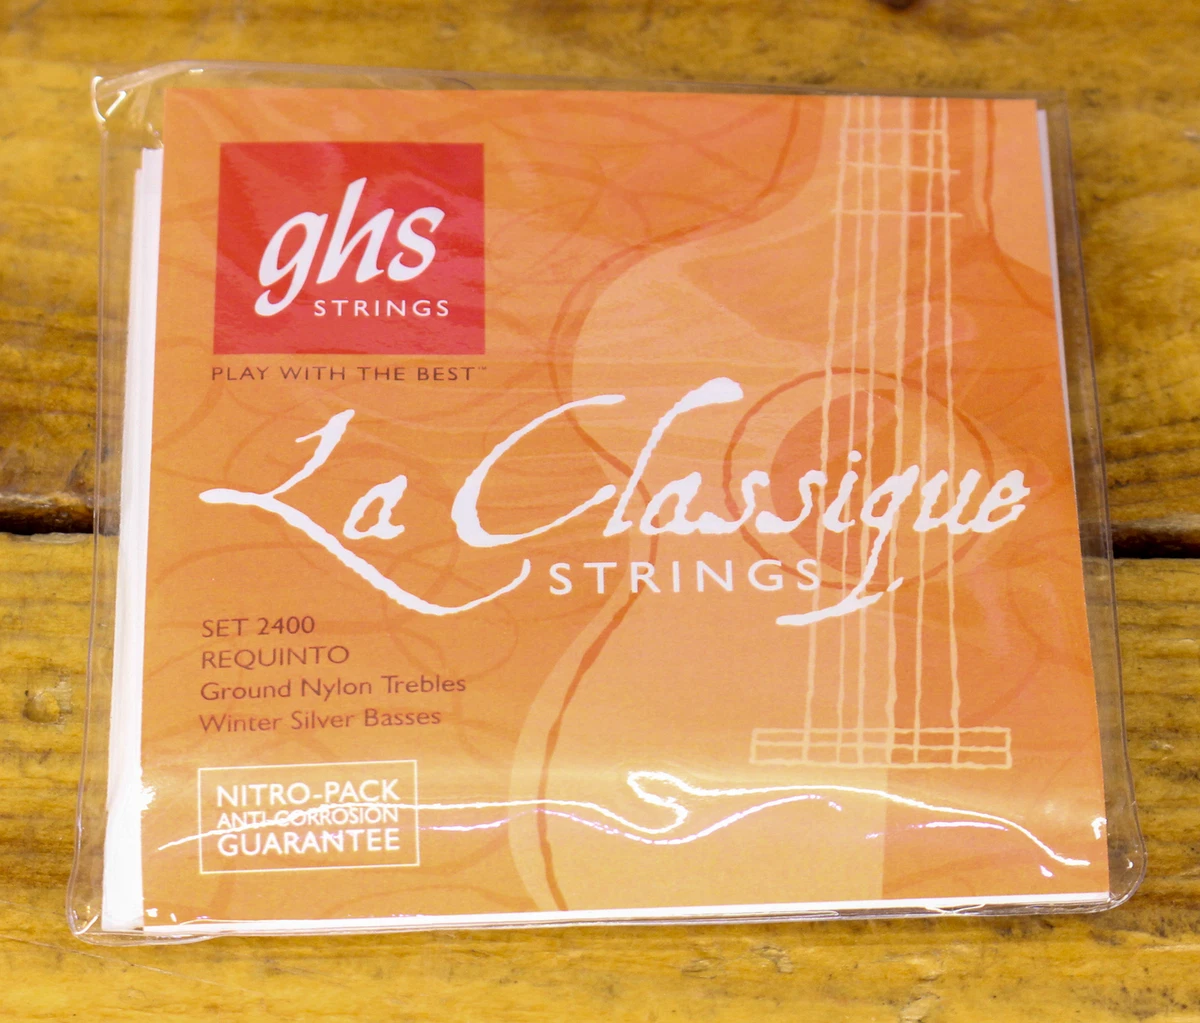 ghs
STRINGS
PLAY WITH THE BEST™
La Classique
STRINGS
SET 2400
REQUINTO
Ground Nylon Trebles
Winter Silver Basses
NITRO-PACK
ANTI-CORROSION
GUARANTEE